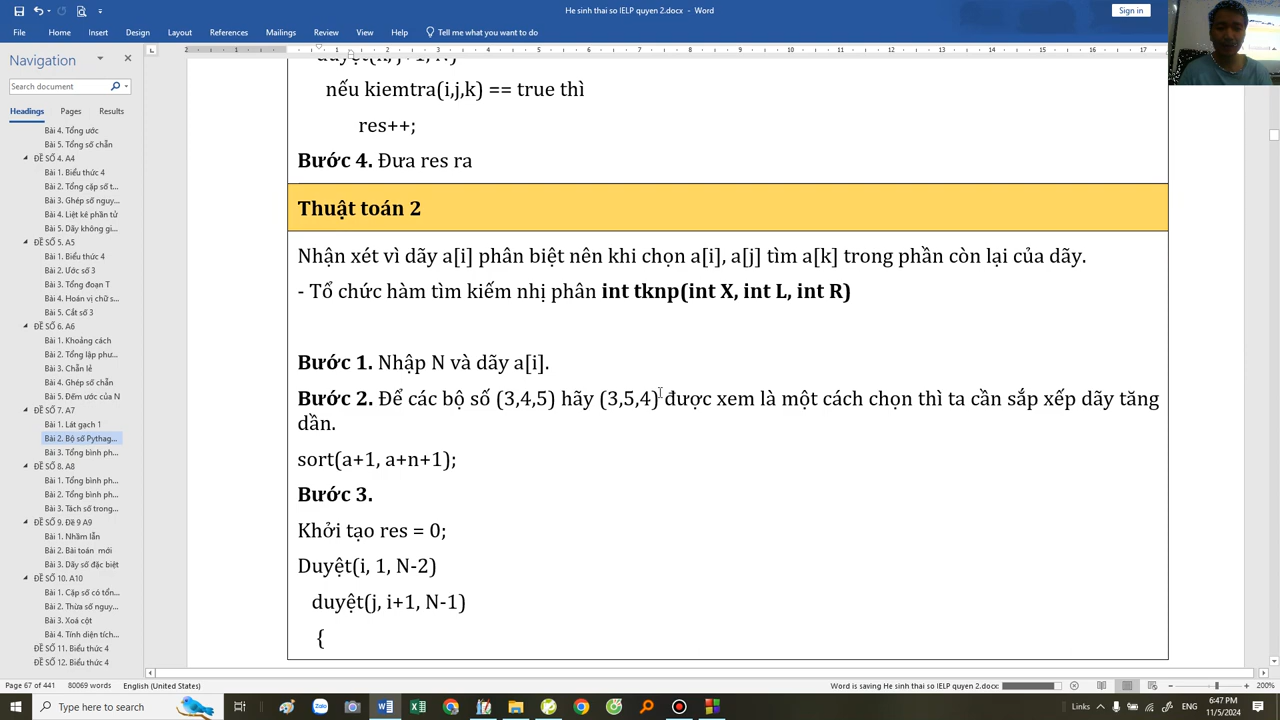 He sinh thai so IELP quyen 2.docx - Word
Sign in
File Home Insert Design Layout References Mailings Review View Help Tell me what you want to do
Navigation
Search document
Headings Pages Results
Bài 4. Tổng ước
Bài 5. Tổng số chẵn
ĐỀ SỐ 4. A4
Bài 1. Biểu thức 4
Bài 2. Tổng cặp số t...
Bài 3. Ghép số nguy...
Bài 4. Liệt kê phần tử
Bài 5. Dãy không gi...
ĐỀ SỐ 5. A5
Bài 1. Biểu thức 4
Bài 2. Ước số 3
Bài 3. Tổng đoạn T
Bài 4. Hoán vị chữ s...
Bài 5. Cắt số 3
ĐỀ SỐ 6. A6
Bài 1. Khoảng cách
Bài 2. Tổng lập phư...
Bài 3. Chẵn lẻ
Bài 4. Ghép số chẵn
Bài 5. Đếm ước của N
ĐỀ SỐ 7. A7
Bài 1. Lát gạch 1
Bài 2. Bộ số Pythag...
Bài 3. Tổng bình ph...
ĐỀ SỐ 8. A8
Bài 1. Tổng bình ph...
Bài 2. Tổng bình ph...
Bài 3. Tách số trong...
ĐỀ SỐ 9. Đề 9 A9
Bài 1. Nhầm lẫn
Bài 2. Bài toán mới
Bài 3. Dãy số đặc biệt
ĐỀ SỐ 10. A10
Bài 1. Cặp số có tổn...
Bài 2. Thừa số nguy...
Bài 3. Xoá cột
Bài 4. Tính diện tích...
ĐỀ SỐ 11. Biểu thức 4
ĐỀ SỐ 12. Biểu thức 4
nếu kiemtra(i,j,k) == true thì
res++;
Bước 4. Đưa res ra
Thuật toán 2
Nhận xét vì dãy a[i] phân biệt nên khi chọn a[i], a[j] tìm a[k] trong phần còn lại của dãy.
- Tổ chức hàm tìm kiếm nhị phân int tknp(int X, int L, int R)
Bước 1. Nhập N và dãy a[i].
Bước 2. Để các bộ số (3,4,5) hãy (3,5,4) được xem là một cách chọn thì ta cần sắp xếp dãy tăng
dần.
sort(a+1, a+n+1);
Bước 3.
Khởi tạo res = 0;
Duyệt(i, 1, N-2)
duyệt(j, i+1, N-1)
{
Page 67 of 441 80069 words English (United States) Word is saving He sinh thai so IELP quyen 2.docx: 200%
Type here to search
6:47 PM
11/5/2024